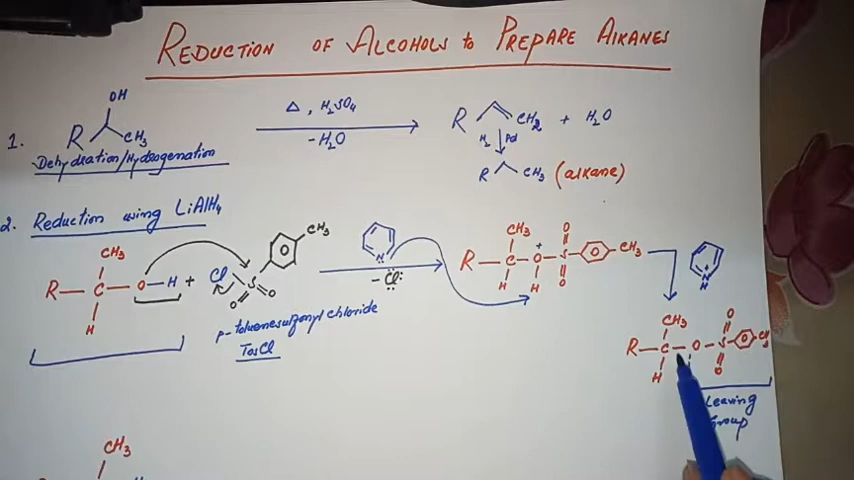 REDUCTION OF ALCOHOLS to PREPARE ALKANES
1.
OH
R CH3
Δ, H2SO4
-H2O
R CH2 + H2O
Dehydration/Hydrogenation
H2 Pd
R CH3 (alkane)
2. Reduction using LiAlH4
CH3
R-C-O-H + Cl S O O CH3
H
p-toluenesulfonyl chloride
TosCl
N
-Cl:
CH3 O
R-C-O-S-CH3
+
H H O
N
+
H
CH3 O
R-C-O-S-
H O
Leaving
group
CH3